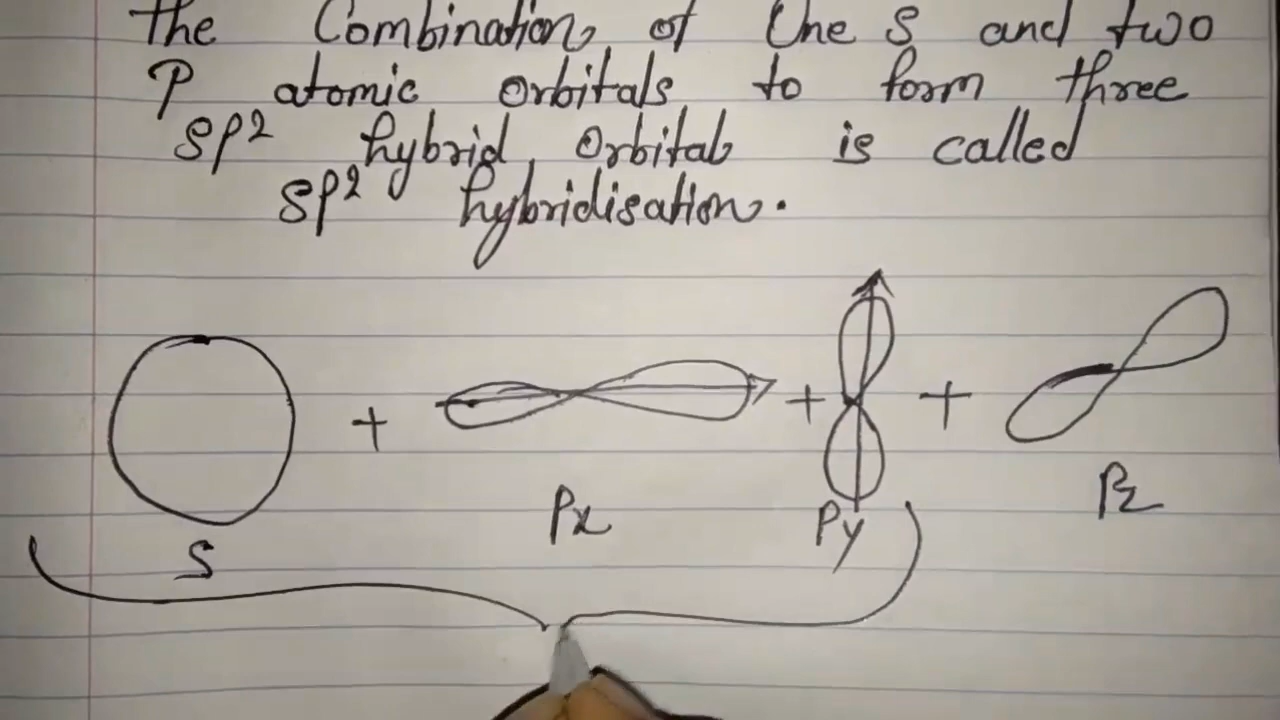 The Combination of One S and two
P atomic orbitals to form three
SP2 hybrid orbital is called
SP2 hybridisation.
+ + +
S Px Py Pz